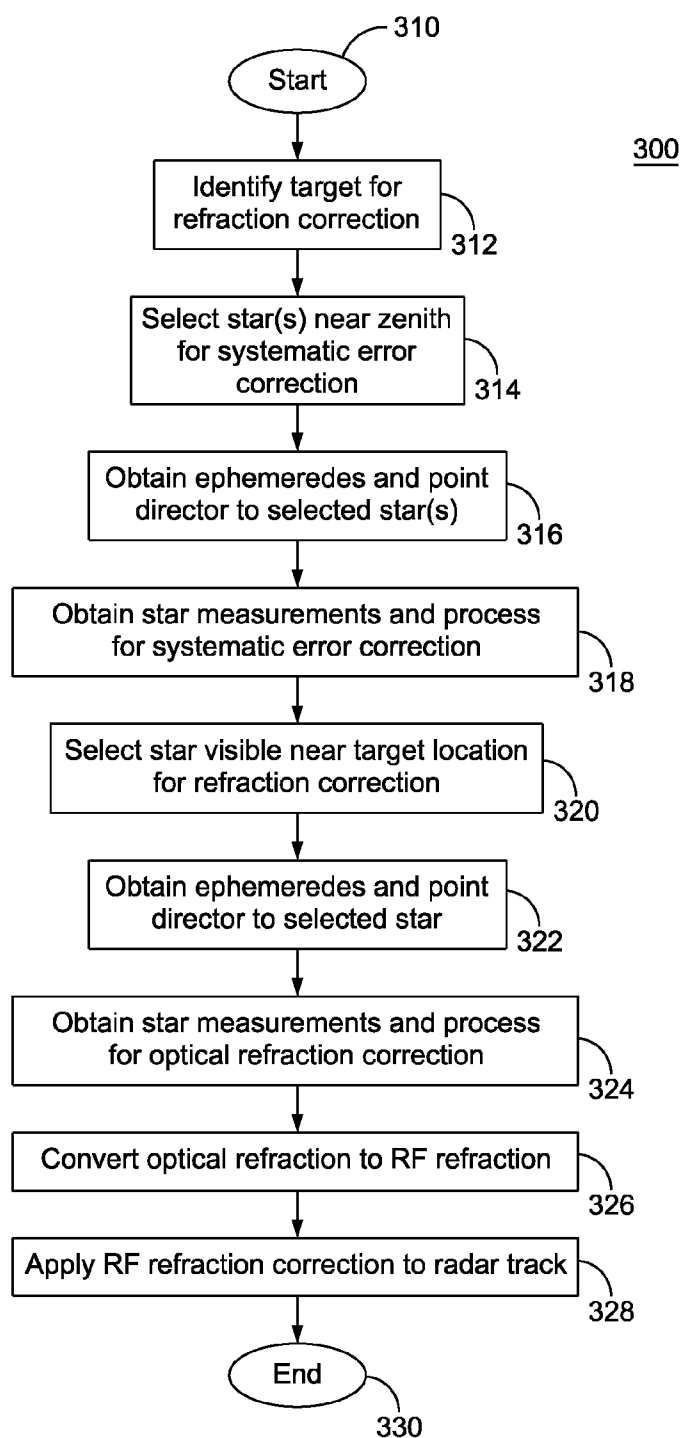 310
Start
300
Identify target for
refraction correction
312
Select star(s) near zenith
for systematic error
correction
314
Obtain ephemeredes and point
director to selected star(s)
316
Obtain star measurements and process
for systematic error correction
318
Select star visible near target location
for refraction correction
320
Obtain ephemeredes and point
director to selected star
322
Obtain star measurements and process
for optical refraction correction
324
Convert optical refraction to RF refraction
326
Apply RF refraction correction to radar track
328
End
330